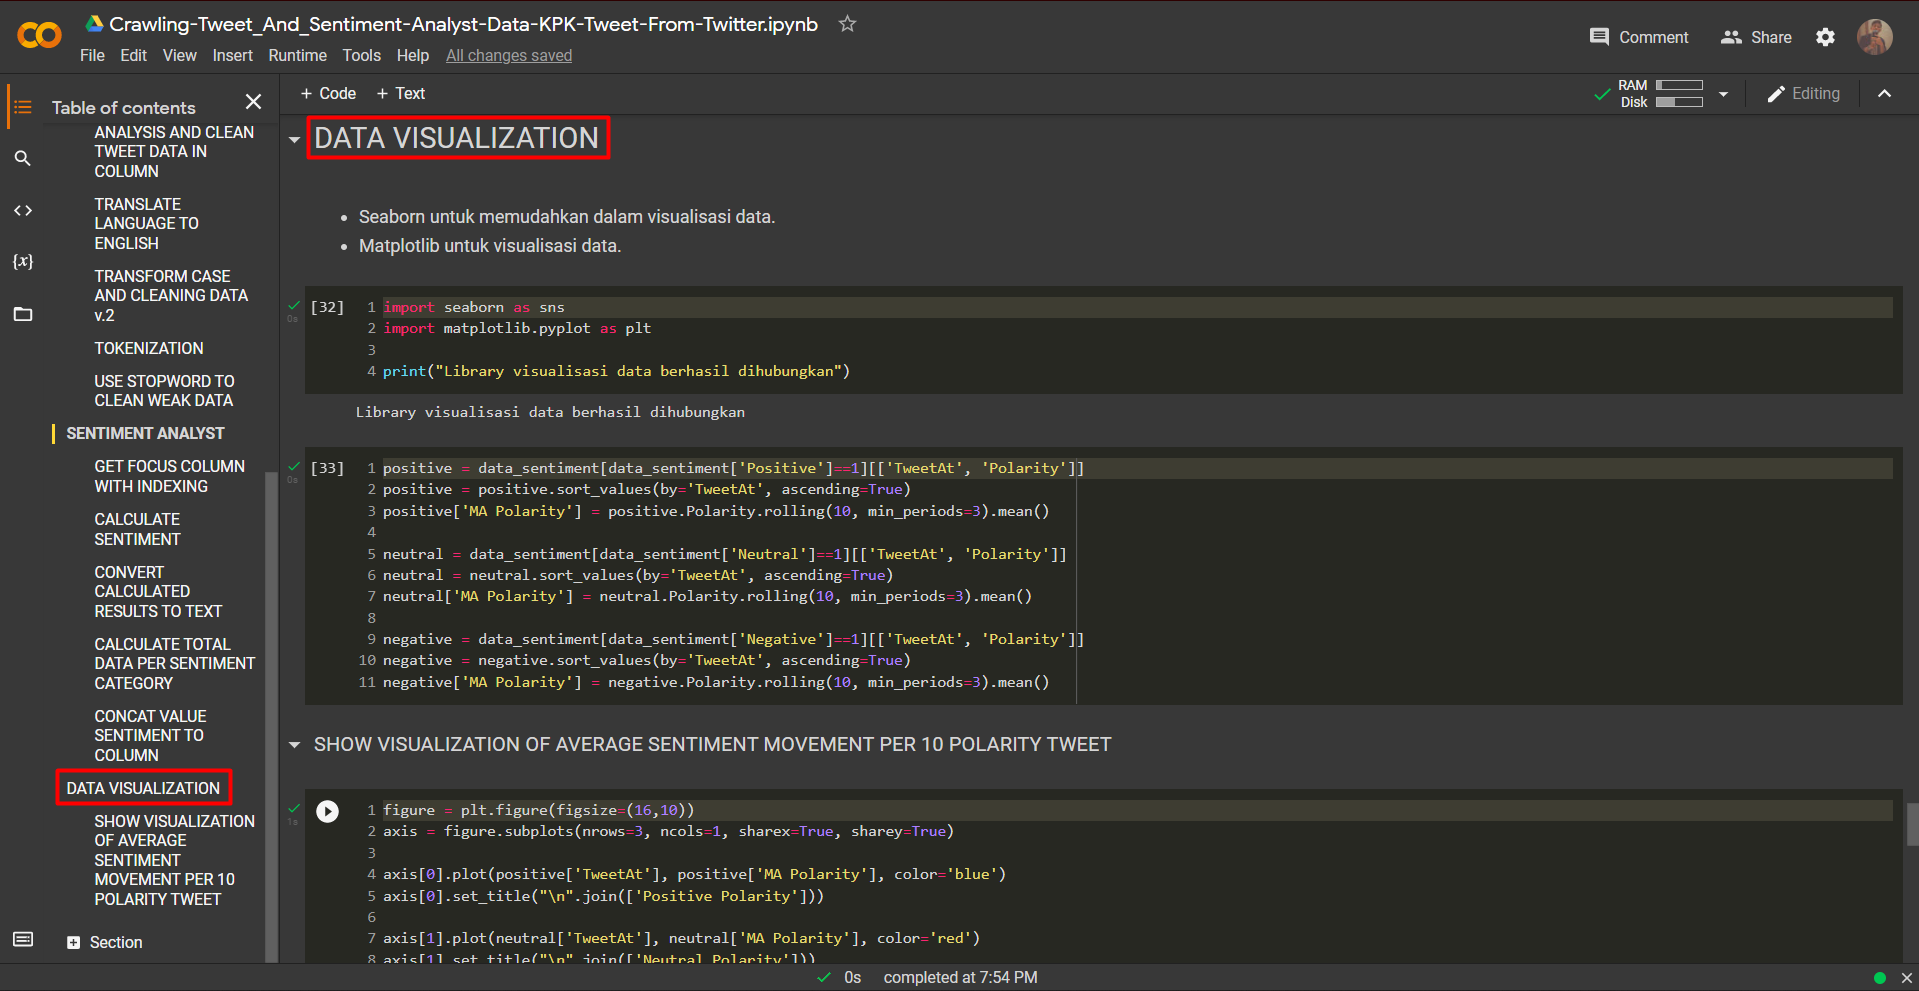 Crawling-Tweet_And_Sentiment-Analyst-Data-KPK-Tweet-From-Twitter.ipynb
File Edit View Insert Runtime Tools Help All changes saved
Comment Share
Table of contents
ANALYSIS AND CLEAN
TWEET DATA IN
COLUMN
TRANSLATE
LANGUAGE TO
ENGLISH
TRANSFORM CASE
AND CLEANING DATA
v.2
TOKENIZATION
USE STOPWORD TO
CLEAN WEAK DATA
SENTIMENT ANALYST
GET FOCUS COLUMN
WITH INDEXING
CALCULATE
SENTIMENT
CONVERT
CALCULATED
RESULTS TO TEXT
CALCULATE TOTAL
DATA PER SENTIMENT
CATEGORY
CONCAT VALUE
SENTIMENT TO
COLUMN
DATA VISUALIZATION
SHOW VISUALIZATION
OF AVERAGE
SENTIMENT
MOVEMENT PER 10
POLARITY TWEET
Section
+ Code + Text
RAM
Disk
Editing
DATA VISUALIZATION
• Seaborn untuk memudahkan dalam visualisasi data.
• Matplotlib untuk visualisasi data.
0s
[32]
1 import seaborn as sns
2 import matplotlib.pyplot as plt
3
4 print("Library visualisasi data berhasil dihubungkan")
Library visualisasi data berhasil dihubungkan
0s
[33]
1 positive = data_sentiment[data_sentiment['Positive']==1][['TweetAt', 'Polarity']]
2 positive = positive.sort_values(by='TweetAt', ascending=True)
3 positive['MA Polarity'] = positive.Polarity.rolling(10, min_periods=3).mean()
4
5 neutral = data_sentiment[data_sentiment['Neutral']==1][['TweetAt', 'Polarity']]
6 neutral = neutral.sort_values(by='TweetAt', ascending=True)
7 neutral['MA Polarity'] = neutral.Polarity.rolling(10, min_periods=3).mean()
8
9 negative = data_sentiment[data_sentiment['Negative']==1][['TweetAt', 'Polarity']]
10 negative = negative.sort_values(by='TweetAt', ascending=True)
11 negative['MA Polarity'] = negative.Polarity.rolling(10, min_periods=3).mean()
SHOW VISUALIZATION OF AVERAGE SENTIMENT MOVEMENT PER 10 POLARITY TWEET
1s
1 figure = plt.figure(figsize=(16,10))
2 axis = figure.subplots(nrows=3, ncols=1, sharex=True, sharey=True)
3
4 axis[0].plot(positive['TweetAt'], positive['MA Polarity'], color='blue')
5 axis[0].set_title("\n".join(['Positive Polarity']))
6
7 axis[1].plot(neutral['TweetAt'], neutral['MA Polarity'], color='red')
8 axis[1].set_title("\n".join(['Neutral Polarity']))
0s completed at 7:54 PM